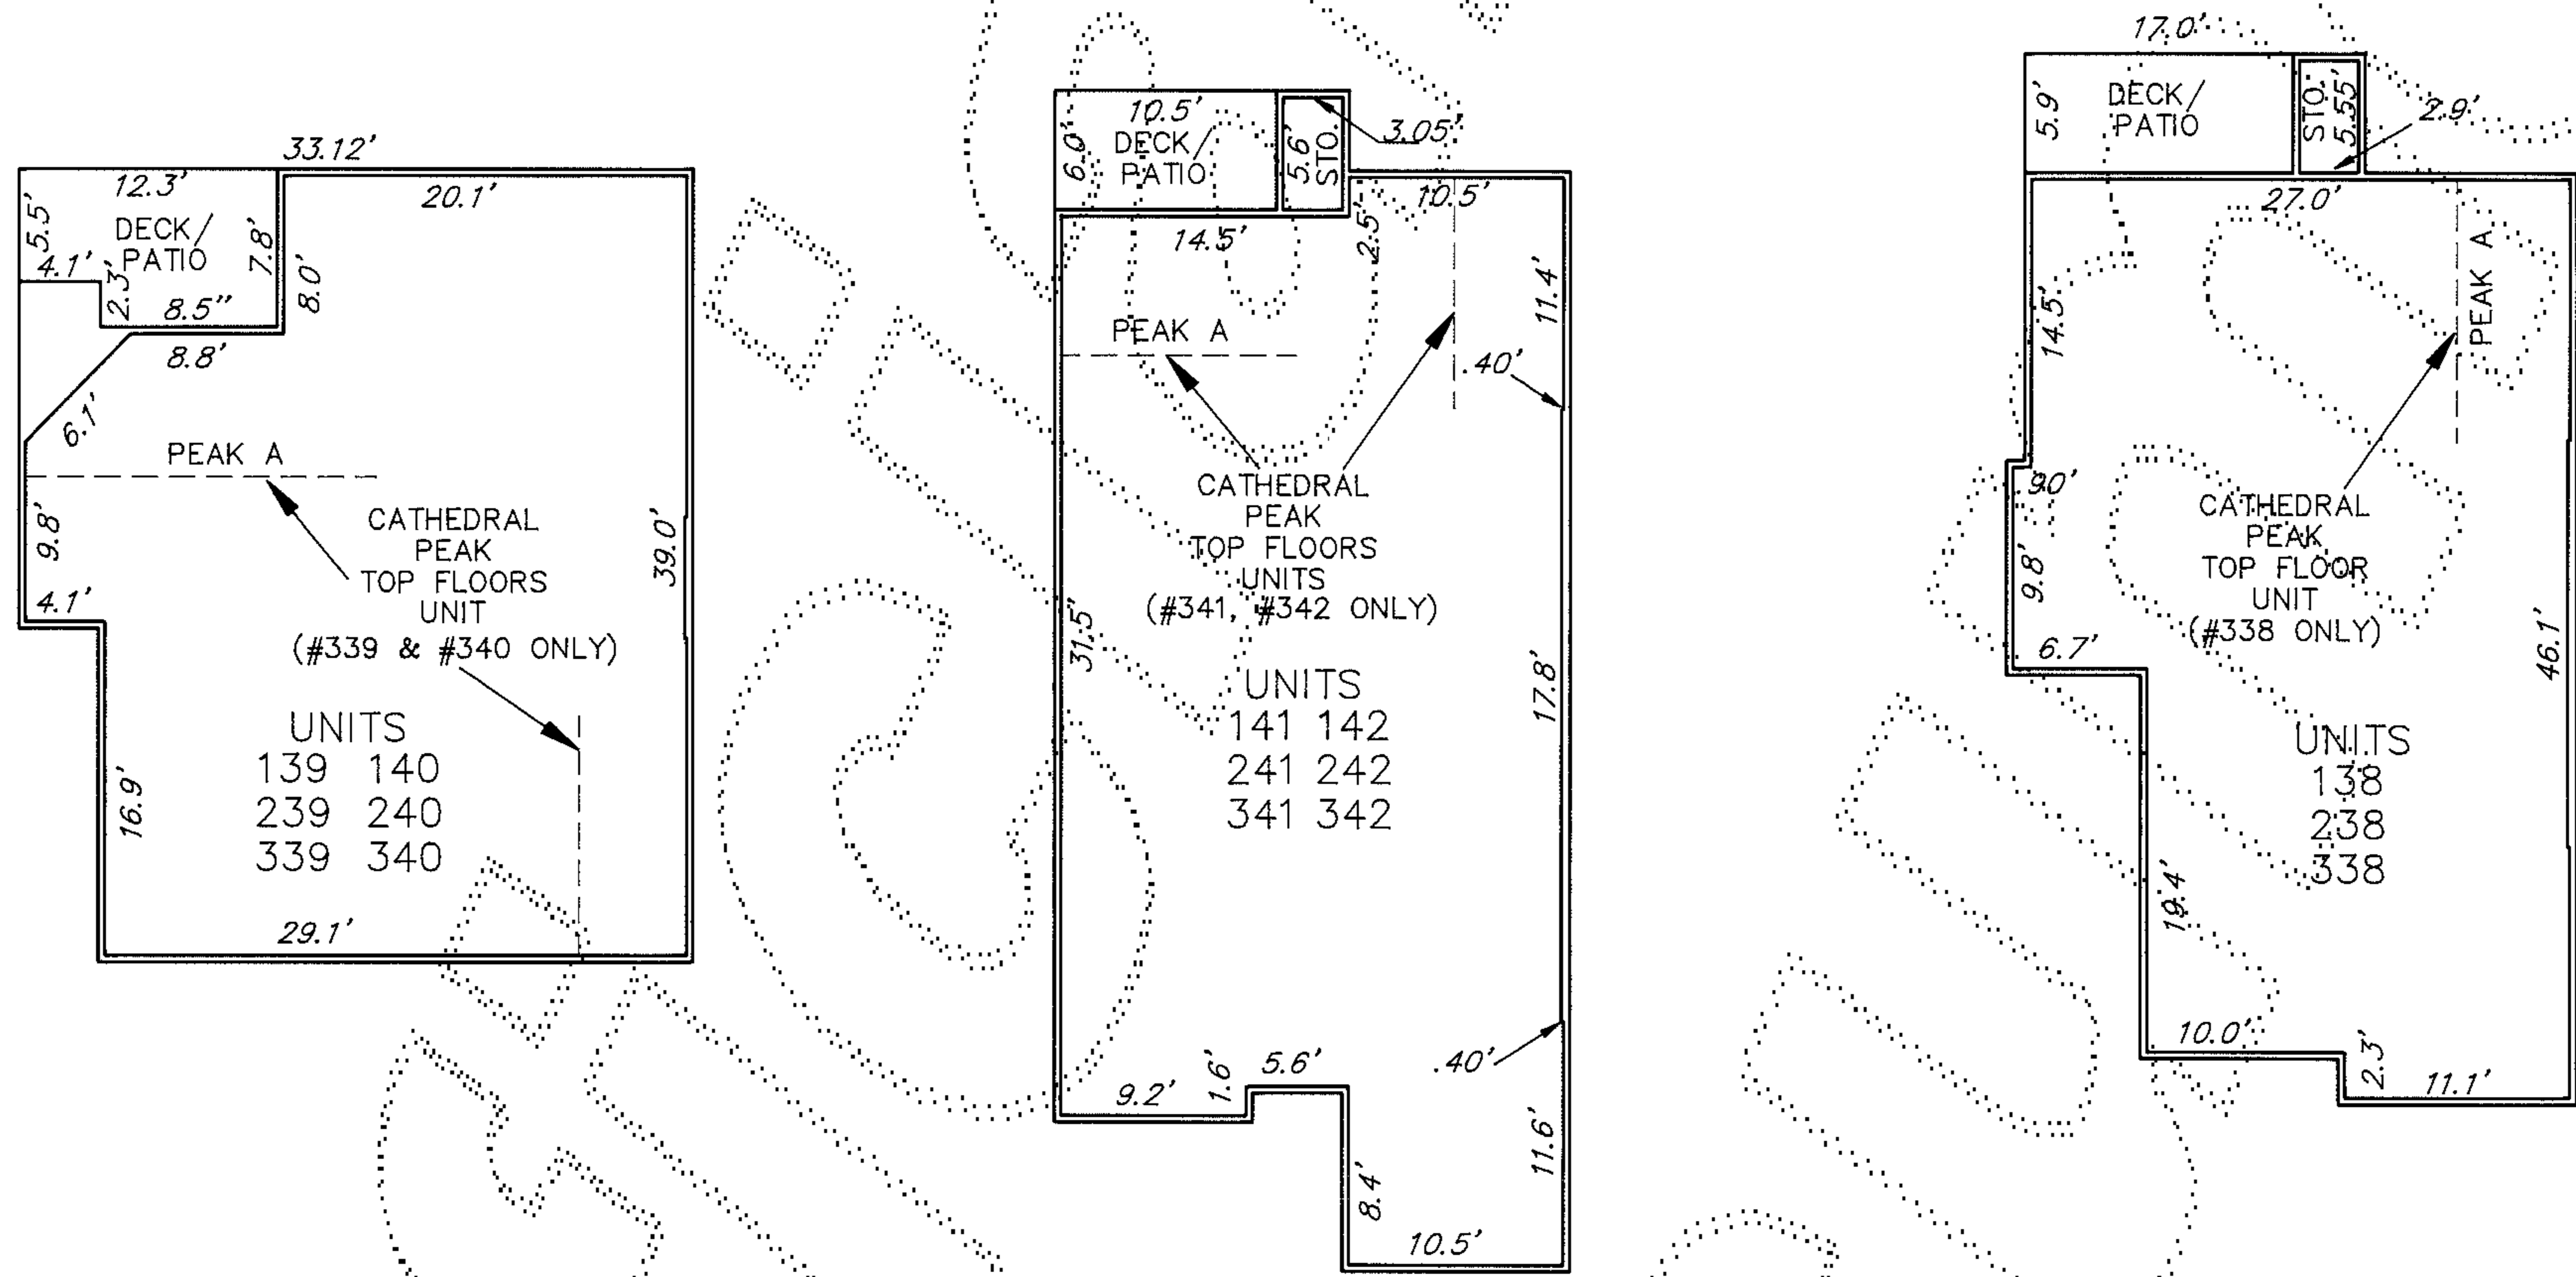 33.12'
12.3'
20.1'
5.5'
DECK/
PATIO
7.8'
8.0'
4.1'
2.3'
8.5"
8.8'
6.1'
PEAK A
9.8'
CATHEDRAL
PEAK
TOP FLOORS
UNIT
(#339 & #340 ONLY)
39.0'
4.1'
UNITS
139 140
239 240
339 340
16.9'
29.1'
10.5'
DECK/
PATIO
6.0'
5.6'
STO.
3.05'
10.5'
14.5'
2.5'
11.4'
PEAK A
.40'
CATHEDRAL
PEAK
TOP FLOORS
UNITS
(#341, #342 ONLY)
31.5"
UNITS
141 142
241 242
341 342
17.8'
.40'
9.2'
1.6'
5.6'
11.6'
8.4'
10.5'
17.0'
5.9'
DECK/
PATIO
STO.
5.55'
2.9'
27.0'
PEAK A
14.5'
.90'
CATHEDRAL
PEAK
TOP FLOOR
UNIT
(#338 ONLY)
9.8'
6.7'
46.1'
UNITS
138
238
338
19.4'
10.0'
2.3'
11.1'